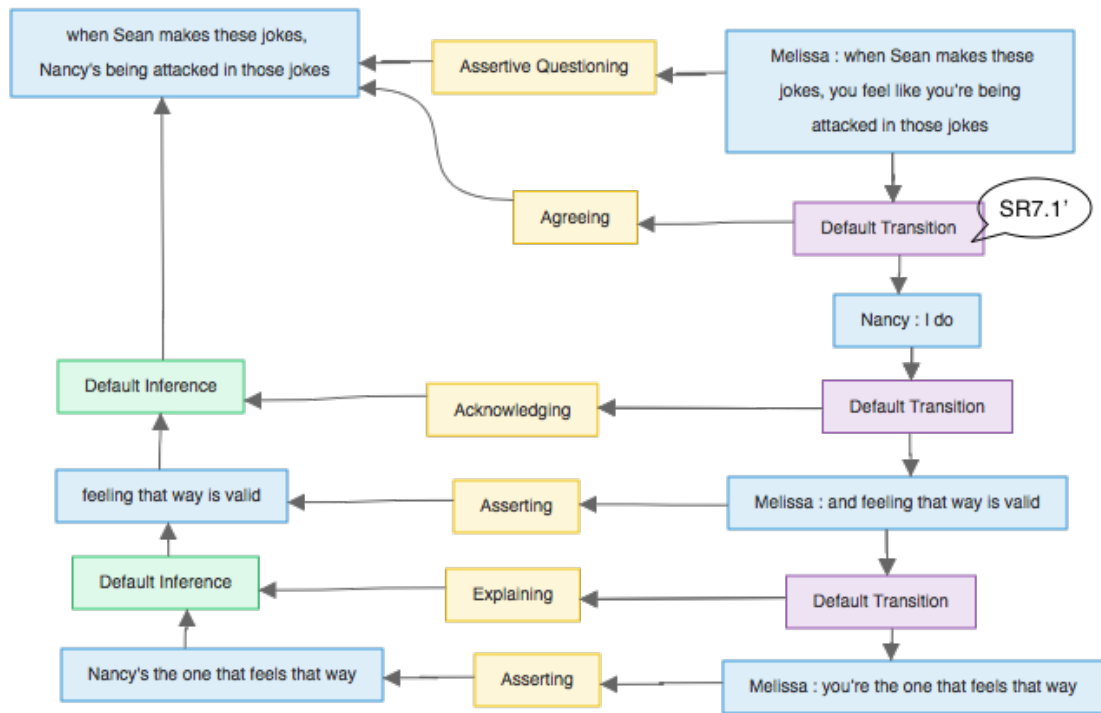 when Sean makes these jokes,
Nancy's being attacked in those jokes
Assertive Questioning
Melissa : when Sean makes these
jokes, you feel like you're being
attacked in those jokes
Agreeing
Default Transition
SR7.1’
Nancy : I do
Default Inference
Acknowledging
Default Transition
feeling that way is valid
Asserting
Melissa : and feeling that way is valid
Default Inference
Explaining
Default Transition
Nancy's the one that feels that way
Asserting
Melissa : you're the one that feels that way